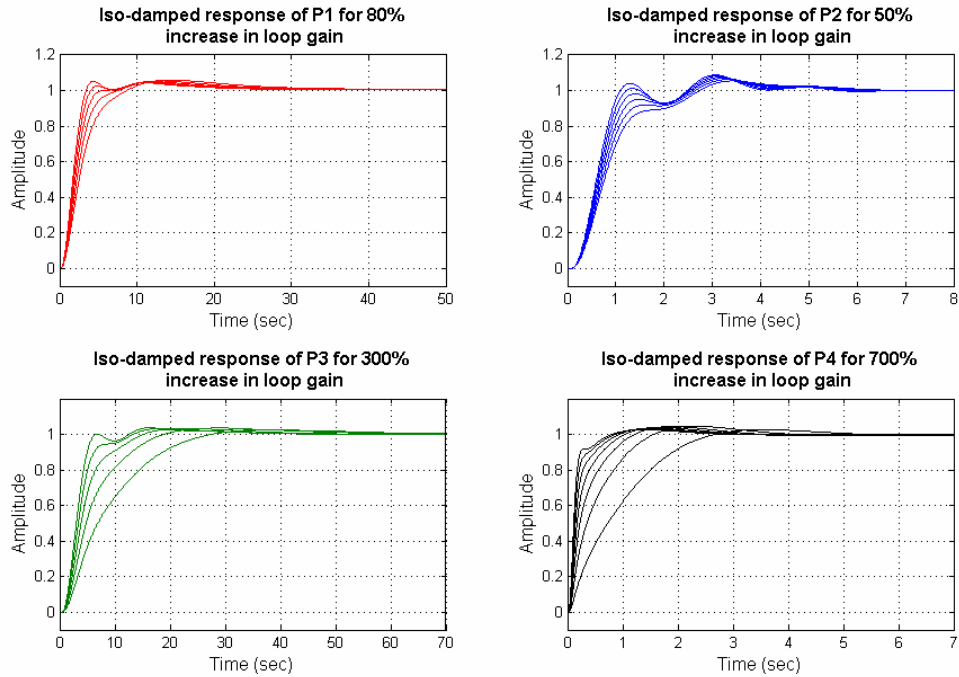 Iso-damped response of P1 for 80%
increase in loop gain
1.2
1
0.8
0.6
0.4
0.2
0
Amplitude
0 10 20 30 40 50
Time (sec)
Iso-damped response of P2 for 50%
increase in loop gain
1.2
1
0.8
0.6
0.4
0.2
0
Amplitude
0 1 2 3 4 5 6 7 8
Time (sec)
Iso-damped response of P3 for 300%
increase in loop gain
1
0.8
0.6
0.4
0.2
0
Amplitude
0 10 20 30 40 50 60 70
Time (sec)
Iso-damped response of P4 for 700%
increase in loop gain
1
0.8
0.6
0.4
0.2
0
Amplitude
0 1 2 3 4 5 6 7
Time (sec)